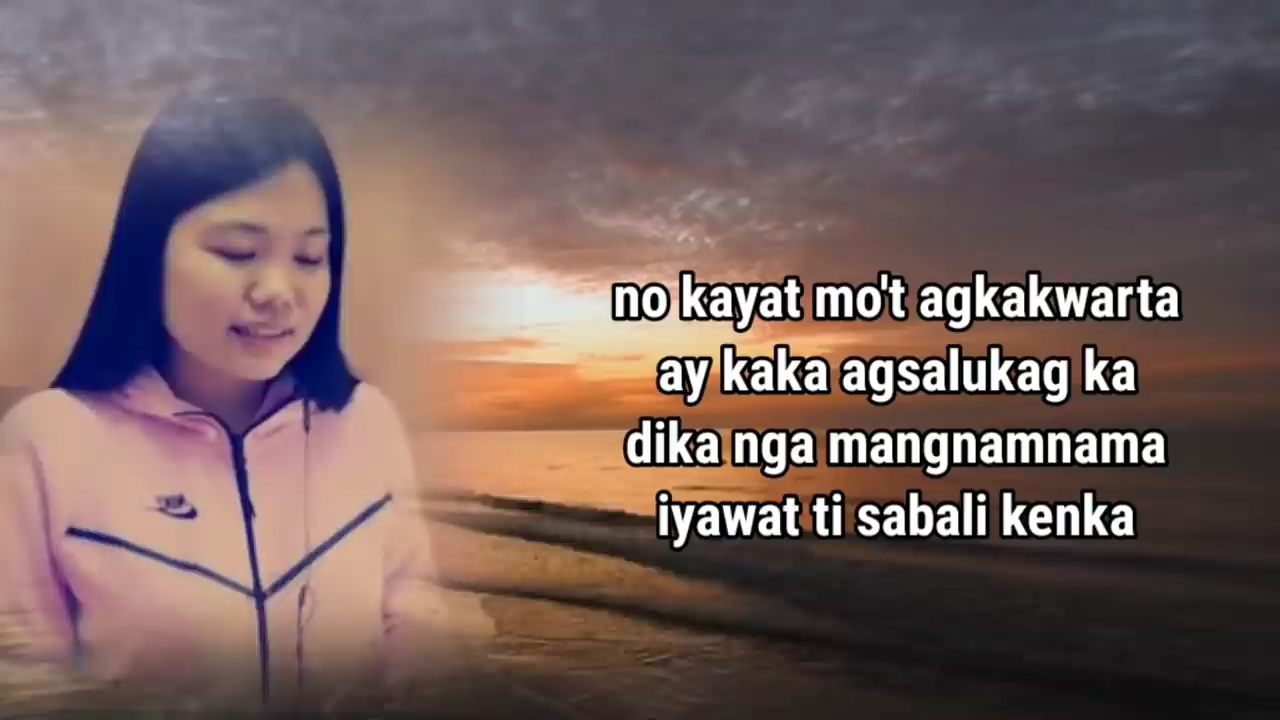 no kayat mo't agkakwarta
ay kaka agsalukag ka
dika nga mangnamnama
iyawat ti sabali kenka